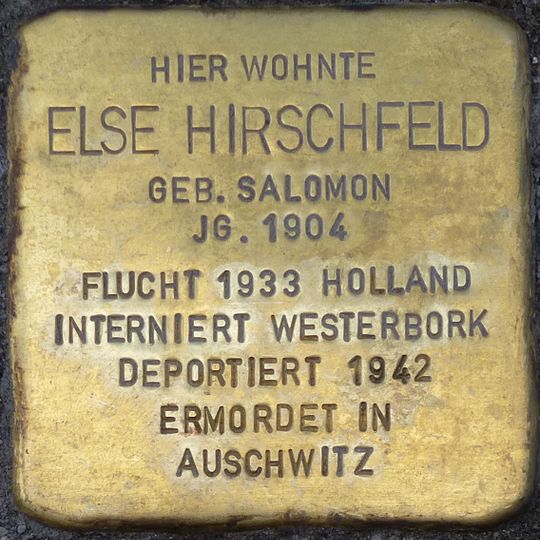 HIER WOHNTE
ELSE HIRSCHFELD
GEB. SALOMON
JG. 1904
FLUCHT 1933 HOLLAND
INTERNIERT WESTERBORK
DEPORTIERT 1942
ERMORDET IN
AUSCHWITZ